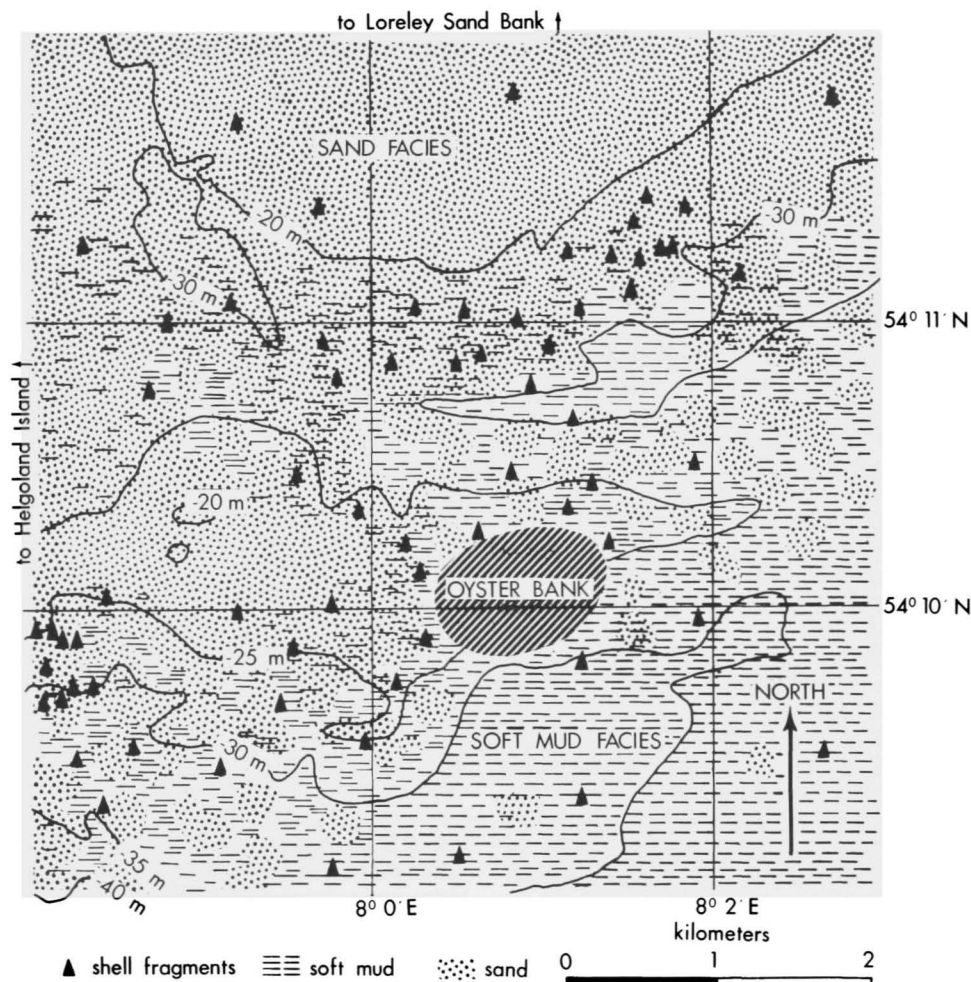 to Loreley Sand Bank
SAND FACIES
20 m
-30 m
30 m
54° 11' N
to Helgoland Island
20 m
OYSTER BANK
54° 10' N
25 m
NORTH
SOFT MUD FACIES
30 m
35 m
40 m
8° 0' E
8° 2' E
kilometers
shell fragments
soft mud
sand
0 1 2